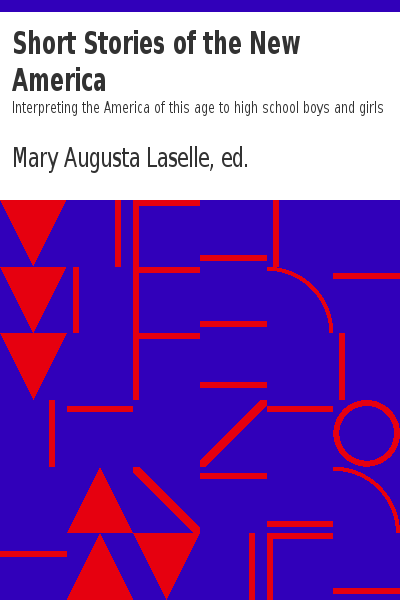 Short Stories of the New
America
Interpreting the America of this age to high school boys and girls
Mary Augusta Laselle, ed.